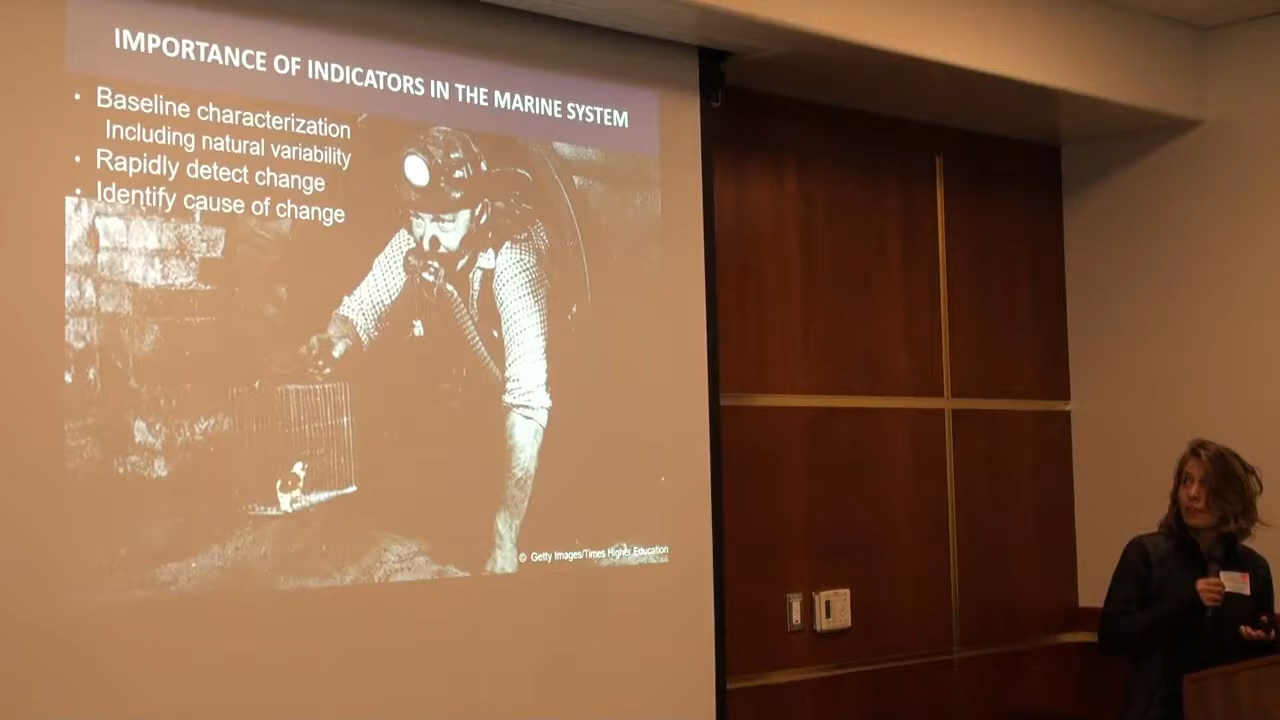 IMPORTANCE OF INDICATORS IN THE MARINE SYSTEM
• Baseline characterization
Including natural variability
• Rapidly detect change
• Identify cause of change
© Getty Images/Times Higher Education